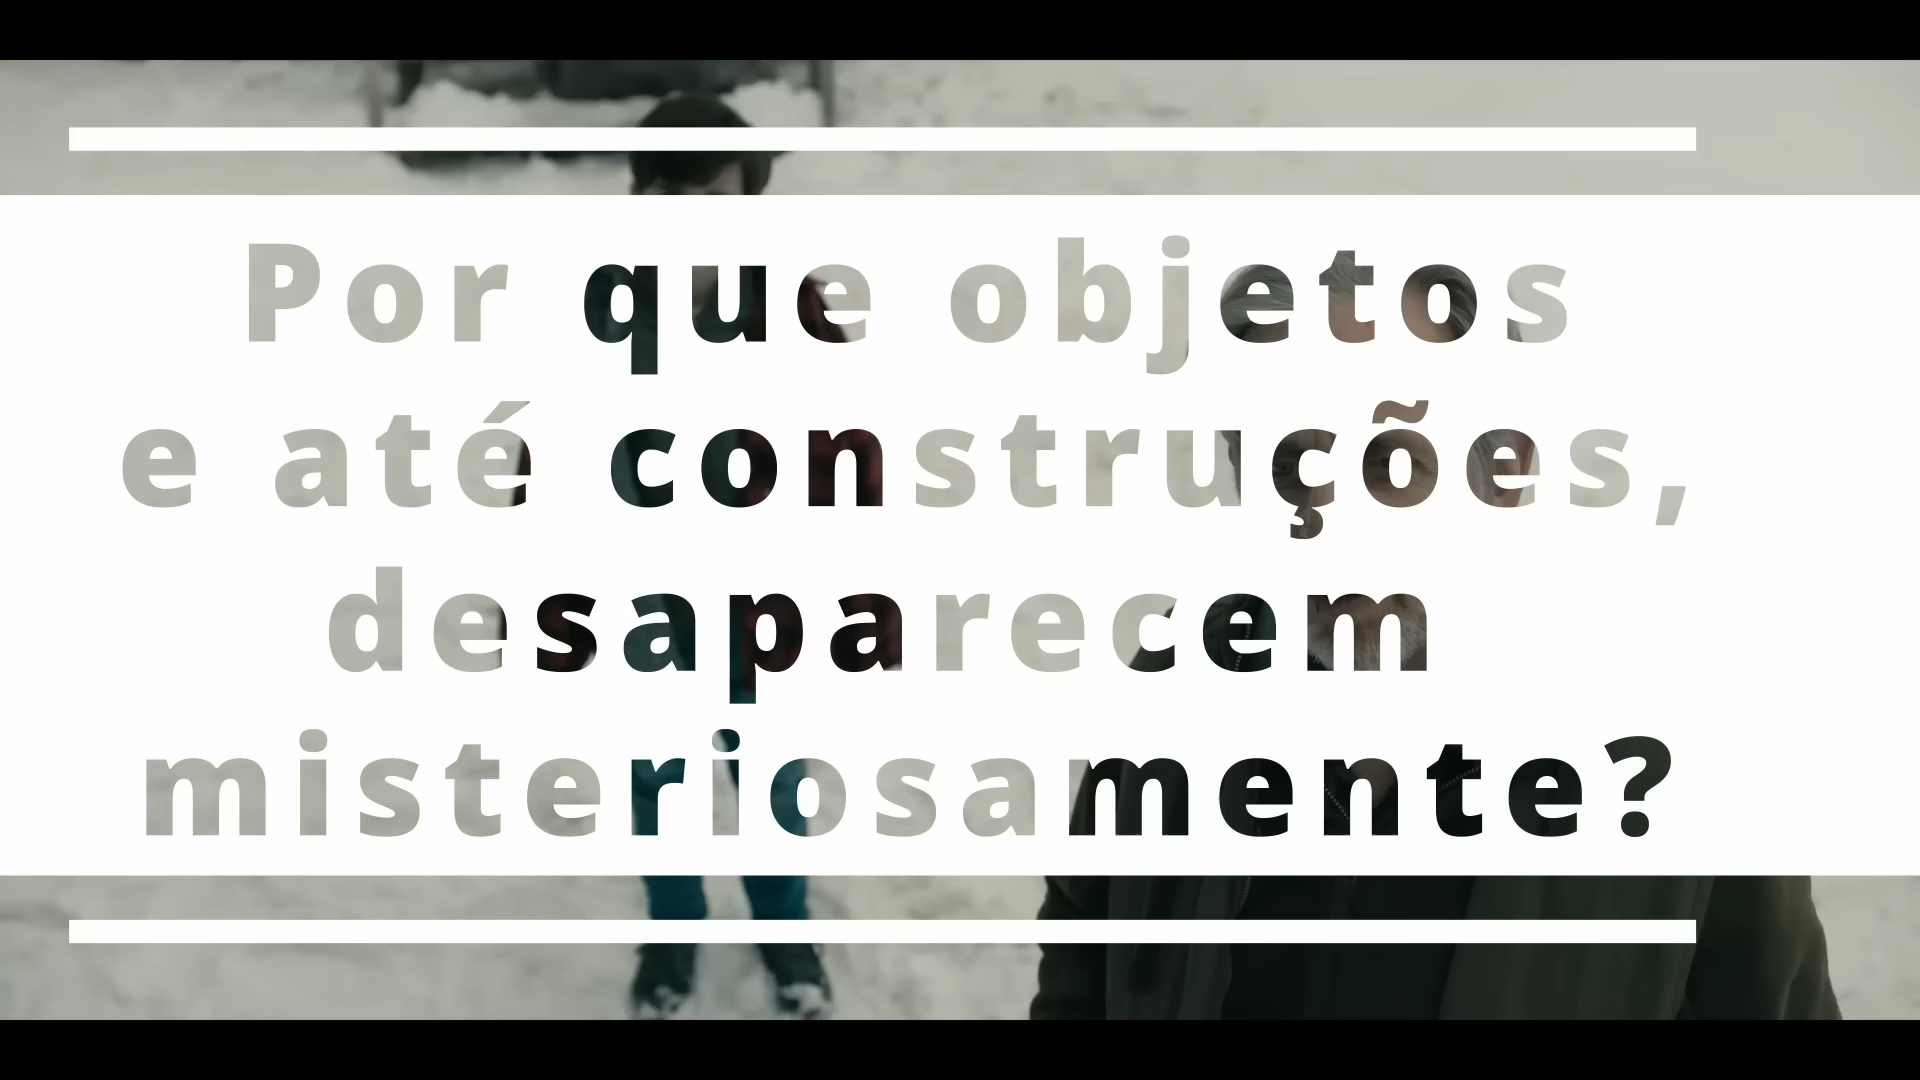 Por que objetos
e até construções,
desaparecem
misteriosamente?